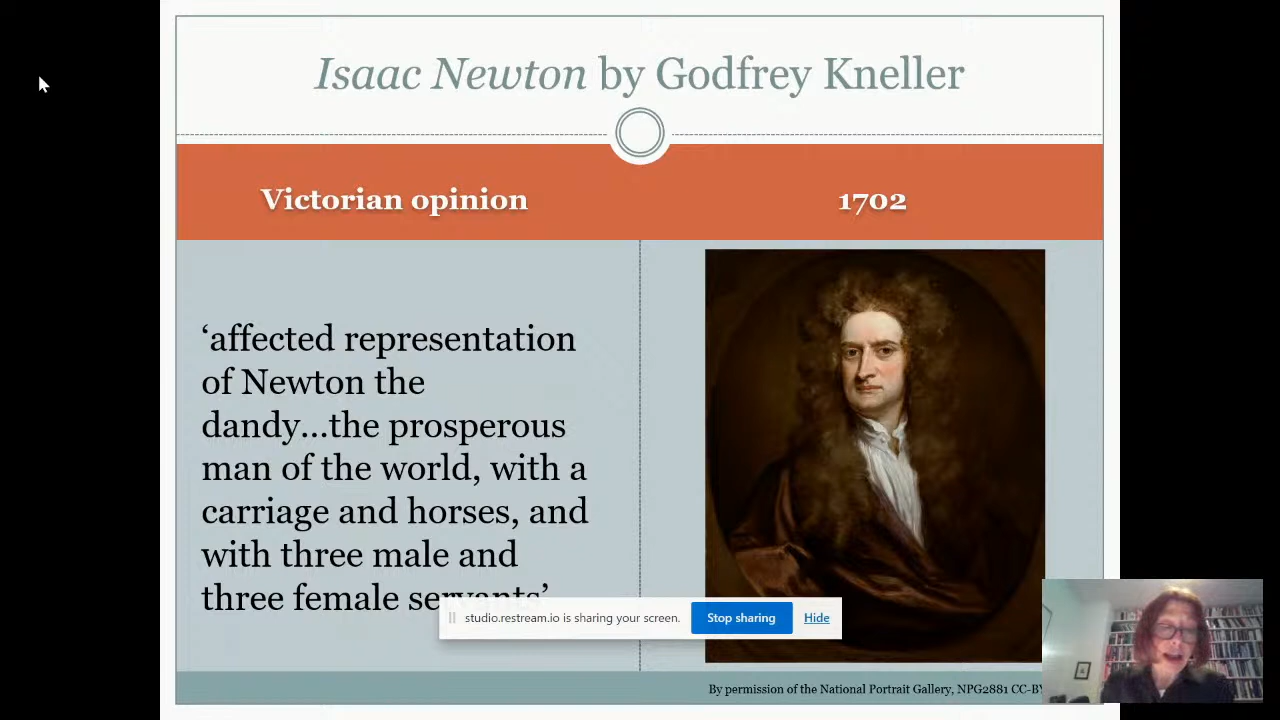 Isaac Newton by Godfrey Kneller
Victorian opinion
1702
‘affected representation
of Newton the
dandy...the prosperous
man of the world, with a
carriage and horses, and
with three male and
three female servants’
studio.restream.io is sharing your screen.
Stop sharing
Hide
By permission of the National Portrait Gallery, NPG2881 CC-BY